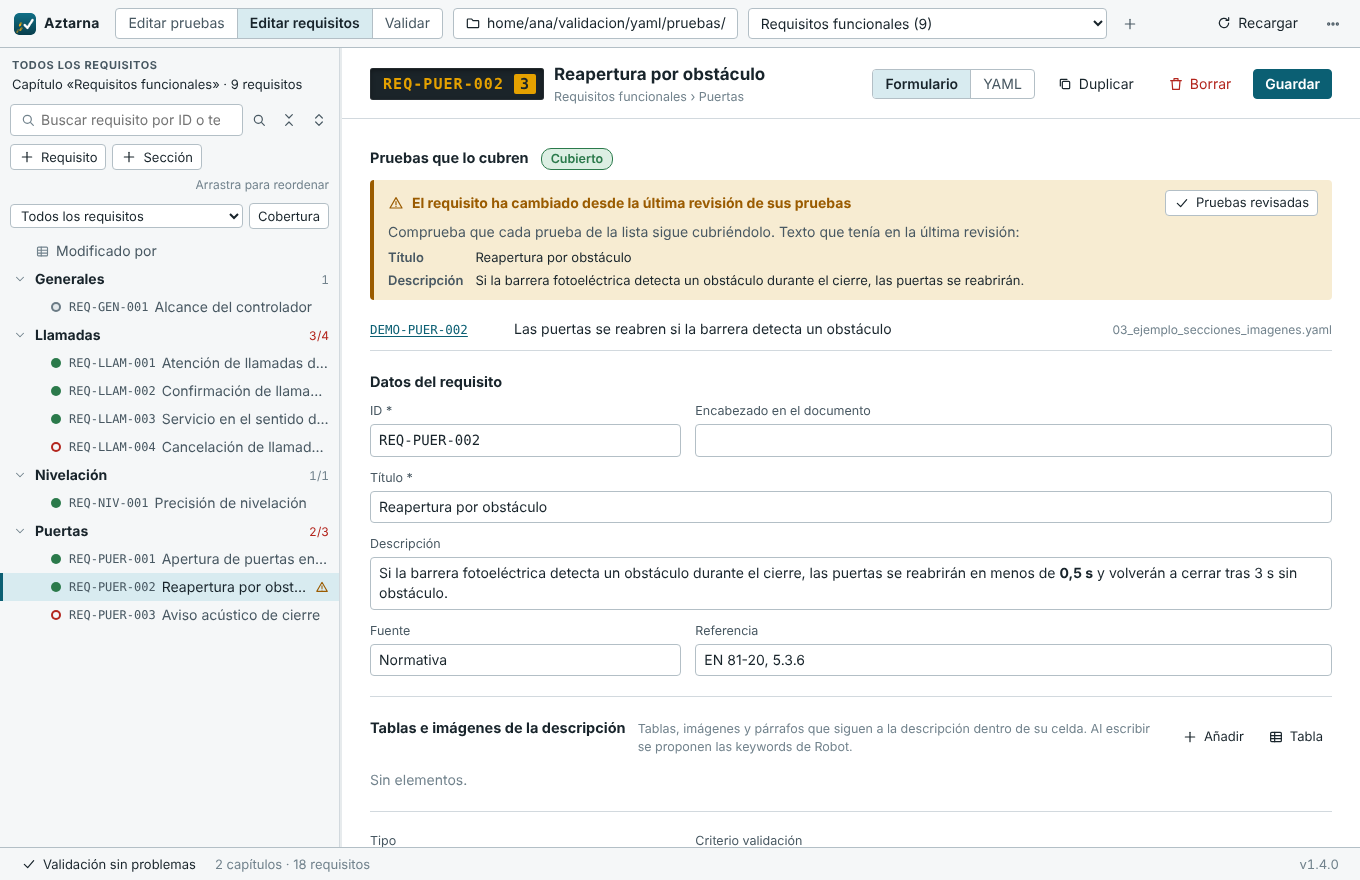 Aztarna
Editar pruebas
Editar requisitos
Validar
home/ana/validacion/yaml/pruebas/
Requisitos funcionales (9)
Recargar
TODOS LOS REQUISITOS
Capítulo «Requisitos funcionales» · 9 requisitos
Buscar requisito por ID o te
Requisito
Sección
Arrastra para reordenar
Todos los requisitos
Cobertura
Modificado por
Generales 1
REQ-GEN-001 Alcance del controlador
Llamadas 3/4
REQ-LLAM-001 Atención de llamadas d...
REQ-LLAM-002 Confirmación de llama...
REQ-LLAM-003 Servicio en el sentido d...
REQ-LLAM-004 Cancelación de llamad...
Nivelación 1/1
REQ-NIV-001 Precisión de nivelación
Puertas 2/3
REQ-PUER-001 Apertura de puertas en...
REQ-PUER-002 Reapertura por obst...
REQ-PUER-003 Aviso acústico de cierre
REQ-PUER-002 3
Reapertura por obstáculo
Requisitos funcionales › Puertas
Formulario
YAML
Duplicar
Borrar
Guardar
Pruebas que lo cubren
Cubierto
El requisito ha cambiado desde la última revisión de sus pruebas
Pruebas revisadas
Comprueba que cada prueba de la lista sigue cubriéndolo. Texto que tenía en la última revisión:
Título Reapertura por obstáculo
Descripción Si la barrera fotoeléctrica detecta un obstáculo durante el cierre, las puertas se reabrirán.
DEMO-PUER-002 Las puertas se reabren si la barrera detecta un obstáculo 03_ejemplo_secciones_imagenes.yaml
Datos del requisito
ID *
Encabezado en el documento
REQ-PUER-002
Título *
Reapertura por obstáculo
Descripción
Si la barrera fotoeléctrica detecta un obstáculo durante el cierre, las puertas se reabrirán en menos de 0,5 s y volverán a cerrar tras 3 s sin
obstáculo.
Fuente
Referencia
Normativa
EN 81-20, 5.3.6
Tablas e imágenes de la descripción
Tablas, imágenes y párrafos que siguen a la descripción dentro de su celda. Al escribir
se proponen las keywords de Robot.
Añadir
Tabla
Sin elementos.
Tipo
Criterio validación
Validación sin problemas
2 capítulos · 18 requisitos
v1.4.0